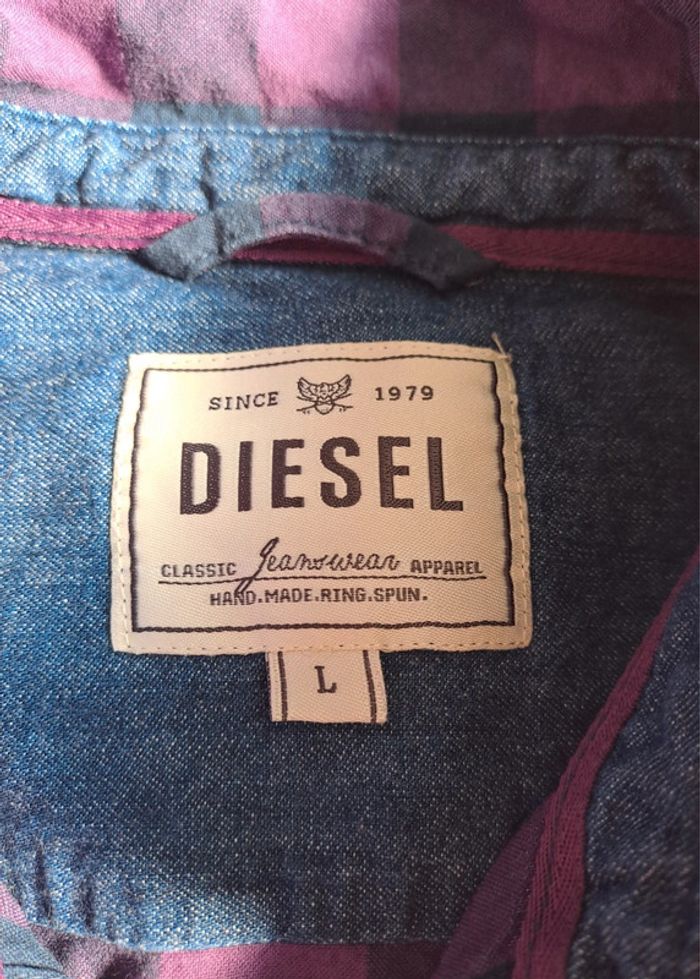 SINCE 1979
DIESEL
CLASSIC Jeanswear APPAREL
HAND.MADE.RING.SPUN.
L